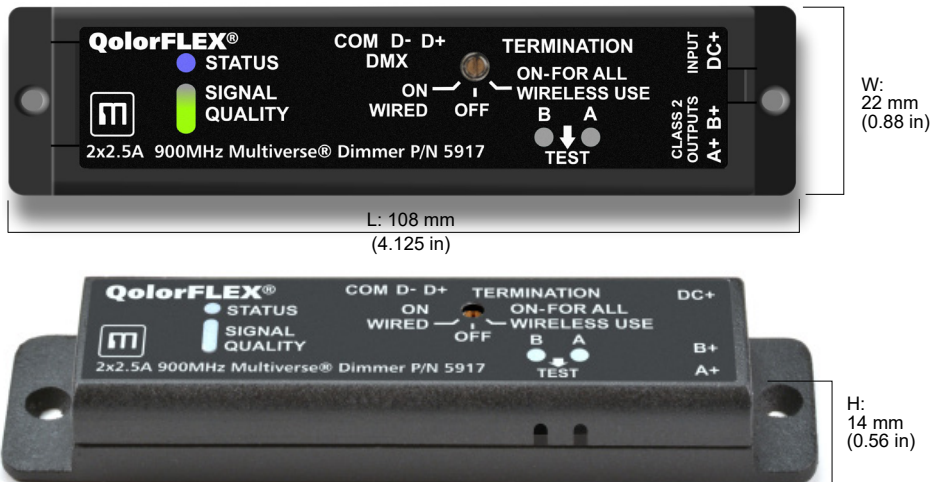 QolorFLEX®
STATUS
SIGNAL
QUALITY
COM D- D+
DMX
TERMINATION
ON
WIRED
OFF
ON-FOR ALL
WIRELESS USE
B A
TEST
INPUT
DC+
CLASS 2
OUTPUTS
A+ B+
m
2x2.5A 900MHz Multiverse® Dimmer P/N 5917
W:
22 mm
(0.88 in)
L: 108 mm
(4.125 in)
QolorFLEX®
STATUS
SIGNAL
QUALITY
COM D- D+
TERMINATION
ON
WIRED
OFF
ON-FOR ALL
WIRELESS USE
B A
TEST
DC+
B+
A+
m
2x2.5A 900MHz Multiverse® Dimmer P/N 5917
H:
14 mm
(0.56 in)